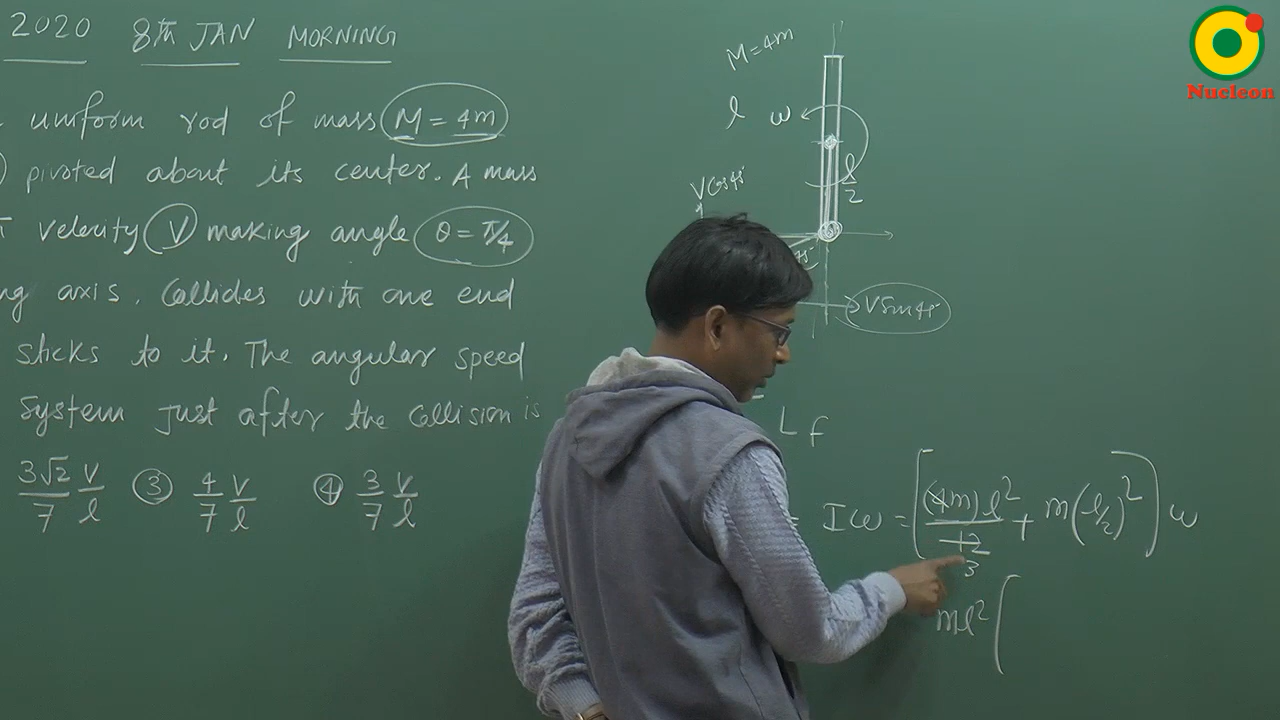 2020 8th JAN MORNING
uniform rod of mass M = 4m
pivoted about its center. A mass
velocity V making angle θ = π/4
ng axis. Collides with one end
sticks to it. The angular speed
System just after the collision is
3√2/7 V/l ③ 4/7 V/l ④ 3/7 V/l
M = 4m
l ω
l/2
V cos 45°
45°
V sin 45°
L f
= Iω = [(4m)l²/12 + m(l/2)²] ω
3
ml² (
Nucleon